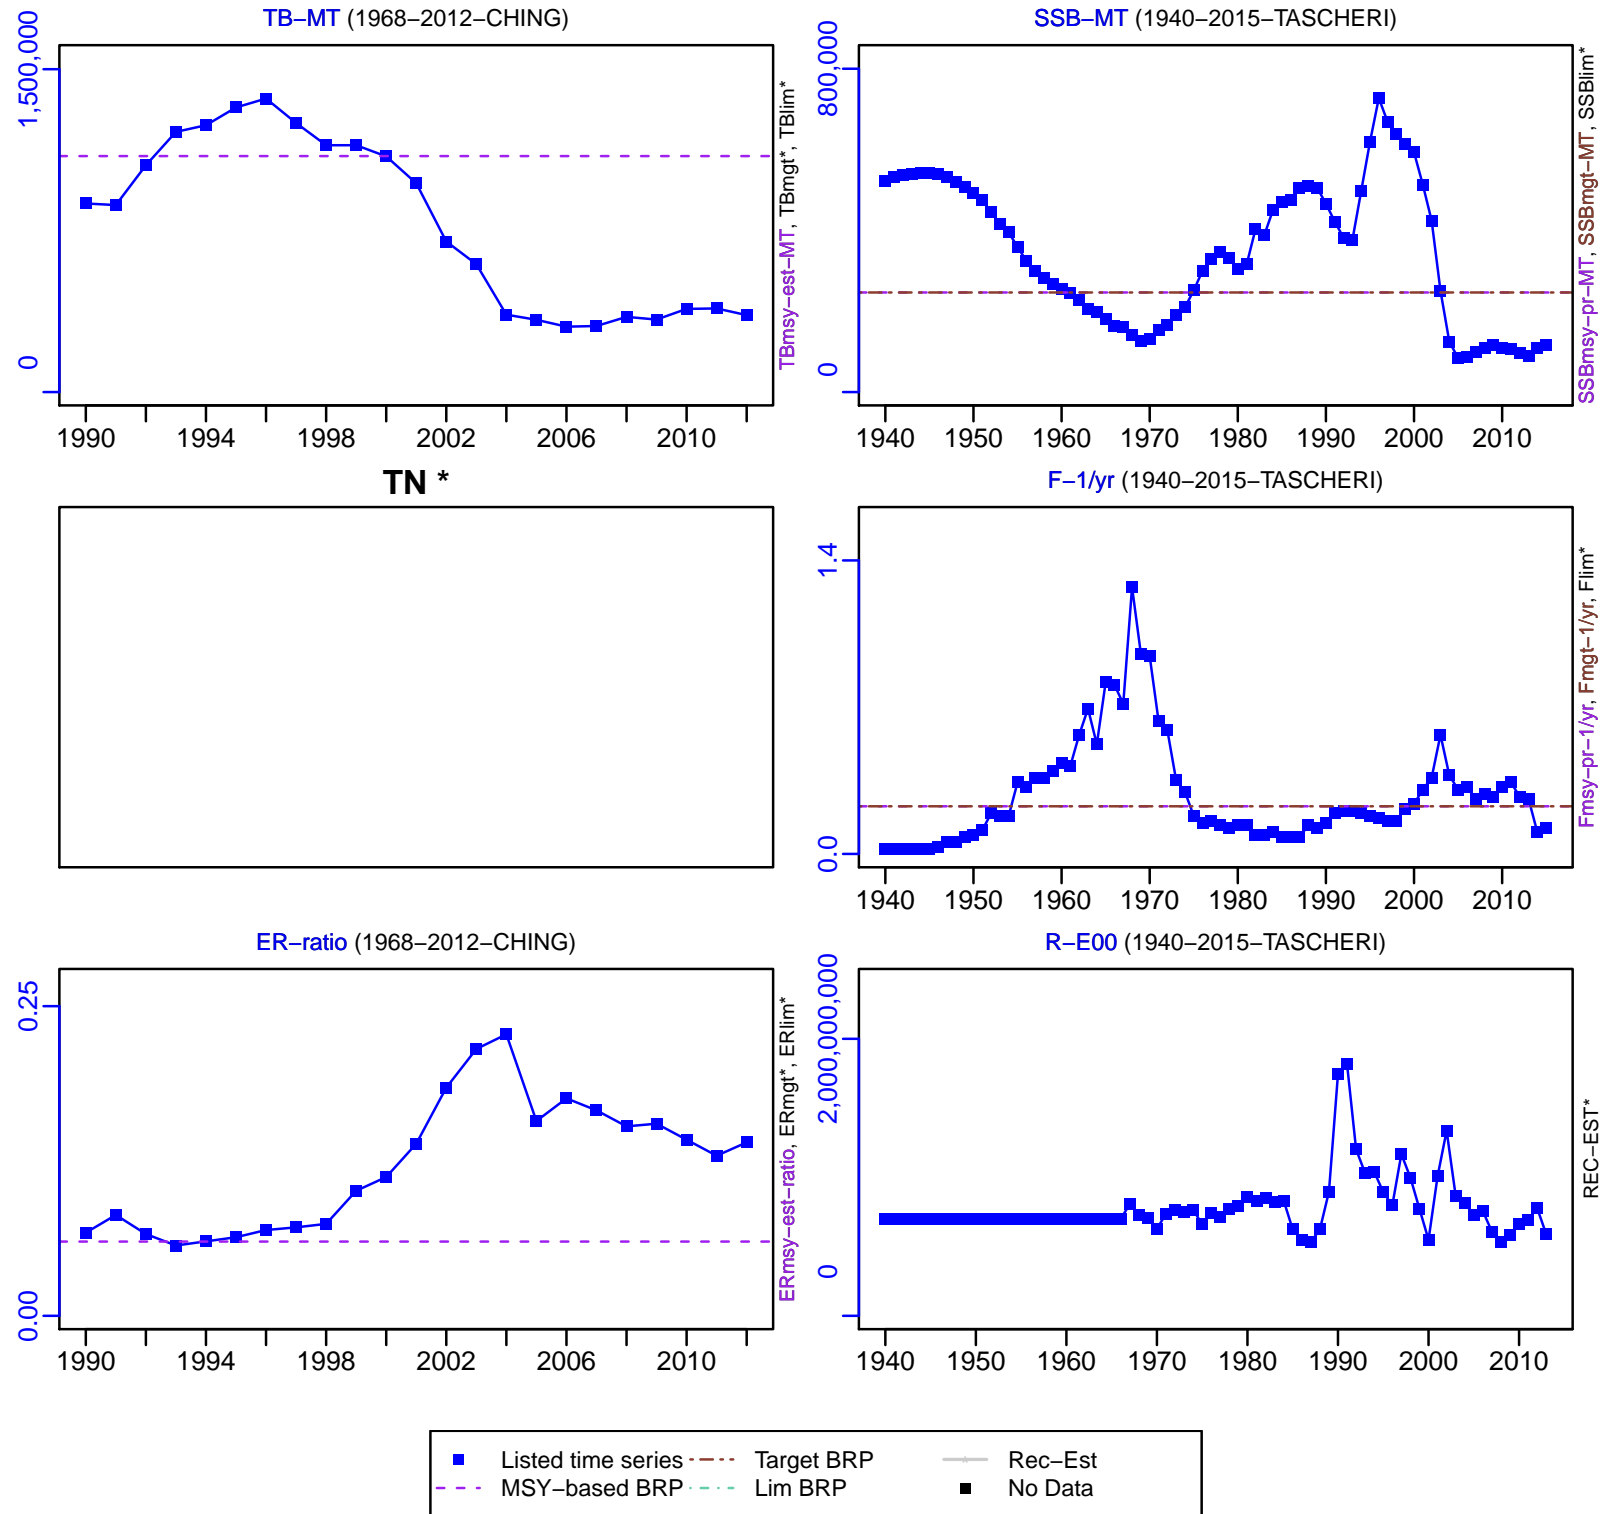 TB−MT (1968−2012−CHING)
1,500,000
0
1990 1994 1998 2002 2006 2010
TBmsy−est−MT, TBmgt*, TBlim*
SSB−MT (1940−2015−TASCHERI)
800,000
0
1940 1950 1960 1970 1980 1990 2000 2010
SSBmsy−pr−MT, SSBmgt−MT, SSBlim*
TN *
F−1/yr (1940−2015−TASCHERI)
1.4
0.0
1940 1950 1960 1970 1980 1990 2000 2010
Fmsy−pr−1/yr, Fmgt−1/yr, Flim*
ER−ratio (1968−2012−CHING)
0.25
0.00
1990 1994 1998 2002 2006 2010
ERmsy−est−ratio, ERmgt*, ERlim*
R−E00 (1940−2015−TASCHERI)
2,000,000,000
0
1940 1950 1960 1970 1980 1990 2000 2010
REC−EST*
Listed time series Target BRP Rec−Est
MSY−based BRP Lim BRP No Data